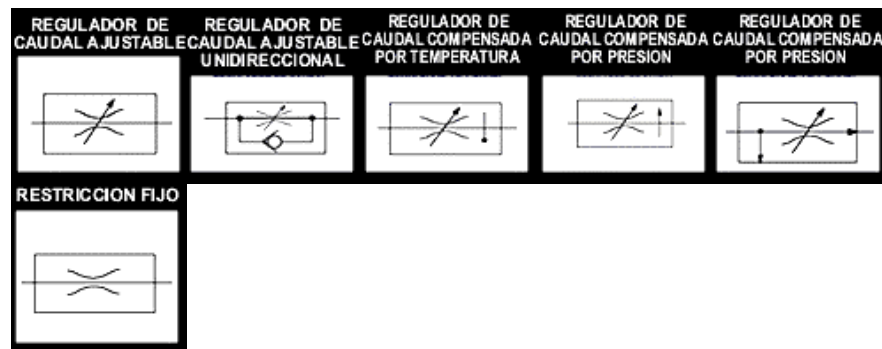 REGULADOR DE
CAUDAL AJUSTABLE
REGULADOR DE
CAUDAL AJUSTABLE
UNIDIRECCIONAL
REGULADOR DE
CAUDAL COMPENSADA
POR TEMPERATURA
REGULADOR DE
CAUDAL COMPENSADA
POR PRESION
REGULADOR DE
CAUDAL COMPENSADA
POR PRESION
RESTRICCION FIJO